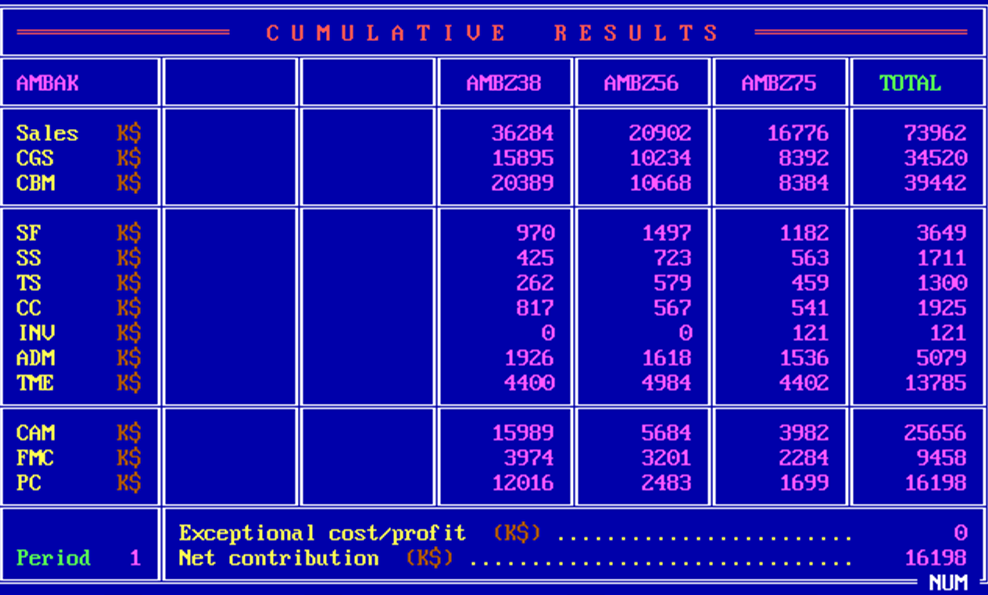 CUMULATIVE RESULTS
AMBAK AMBZ38 AMBZ56 AMBZ75 TOTAL
Sales K$ 36284 20902 16776 73962
CGS K$ 15895 10234 8392 34520
CBM K$ 20389 10668 8384 39442
SF K$ 970 1497 1182 3649
SS K$ 425 723 563 1711
TS K$ 262 579 459 1300
CC K$ 817 567 541 1925
INV K$ 0 0 121 121
ADM K$ 1926 1618 1536 5079
TME K$ 4400 4984 4402 13785
CAM K$ 15989 5684 3982 25656
FMC K$ 3974 3201 2284 9458
PC K$ 12016 2483 1699 16198
Exceptional cost/profit (K$) ........................ 0
Period 1 Net contribution (K$) ............................... 16198
NUM